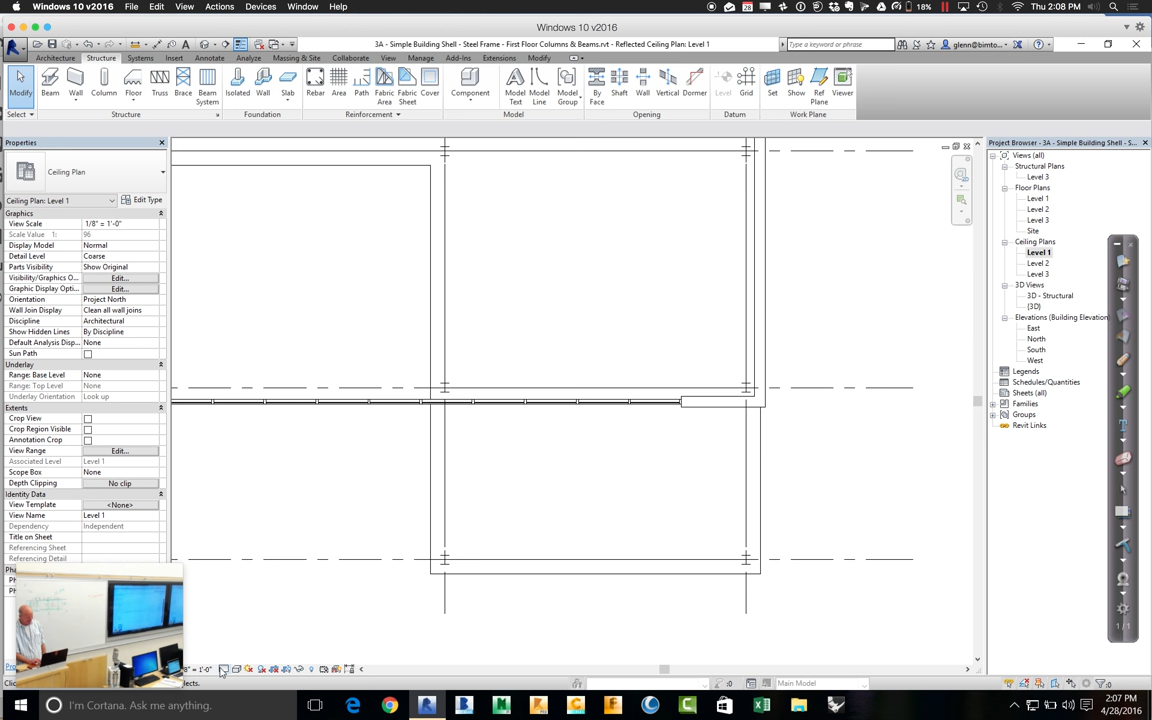 Windows 10 v2016 File Edit View Actions Devices Window Help 18% Thu 2:08 PM
Windows 10 v2016
3A - Simple Building Shell - Steel Frame - First Floor Columns & Beams.rvt - Reflected Ceiling Plan: Level 1 Type a keyword or phrase glenn@bimto...
Architecture Structure Systems Insert Annotate Analyze Massing & Site Collaborate View Manage Add-Ins Extensions Modify
Modify Beam Wall Column Floor Truss Brace Beam System Isolated Wall Slab Rebar Area Path Fabric Area Fabric Sheet Cover Component Model Text Model Line Model Group By Face Shaft Wall Vertical Dormer Level Grid Set Show Ref Plane Viewer
Select Structure Foundation Reinforcement Model Opening Datum Work Plane
Properties
Ceiling Plan
Ceiling Plan: Level 1 Edit Type
Graphics
View Scale 1/8" = 1'-0"
Scale Value 1: 96
Display Model Normal
Detail Level Coarse
Parts Visibility Show Original
Visibility/Graphics O... Edit...
Graphic Display Opti... Edit...
Orientation Project North
Wall Join Display Clean all wall joins
Discipline Architectural
Show Hidden Lines By Discipline
Default Analysis Disp... None
Sun Path
Underlay
Range: Base Level None
Range: Top Level None
Underlay Orientation Look up
Extents
Crop View
Crop Region Visible
Annotation Crop
View Range Edit...
Associated Level Level 1
Scope Box None
Depth Clipping No clip
Identity Data
View Template <None>
View Name Level 1
Dependency Independent
Title on Sheet
Referencing Sheet
Referencing Detail
Project Browser - 3A - Simple Building Shell - S...
Views (all)
Structural Plans
Level 3
Floor Plans
Level 1
Level 2
Level 3
Site
Ceiling Plans
Level 1
Level 2
Level 3
3D Views
3D - Structural
{3D}
Elevations (Building Elevation)
East
North
South
West
Legends
Schedules/Quantities
Sheets (all)
Families
Groups
Revit Links
1/1
/8" = 1'-0"
:0 Main Model
:0
I'm Cortana. Ask me anything.
2:07 PM
4/28/2016